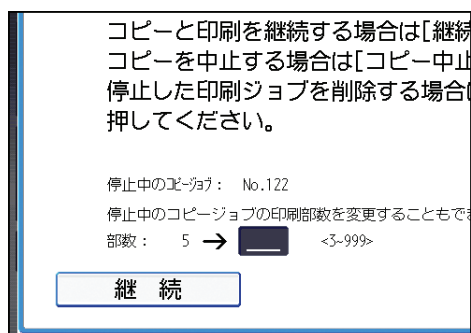 コピーと印刷を継続する場合は[継続
コピーを中止する場合は[コピー中止
停止した印刷ジョブを削除する場合
押してください。
停止中のｺﾋﾟｰｼﾞｮﾌﾞ: No.122
停止中のコピージョブの印刷部数を変更することもでき
部数: 5 → __ <3~999>
継 続